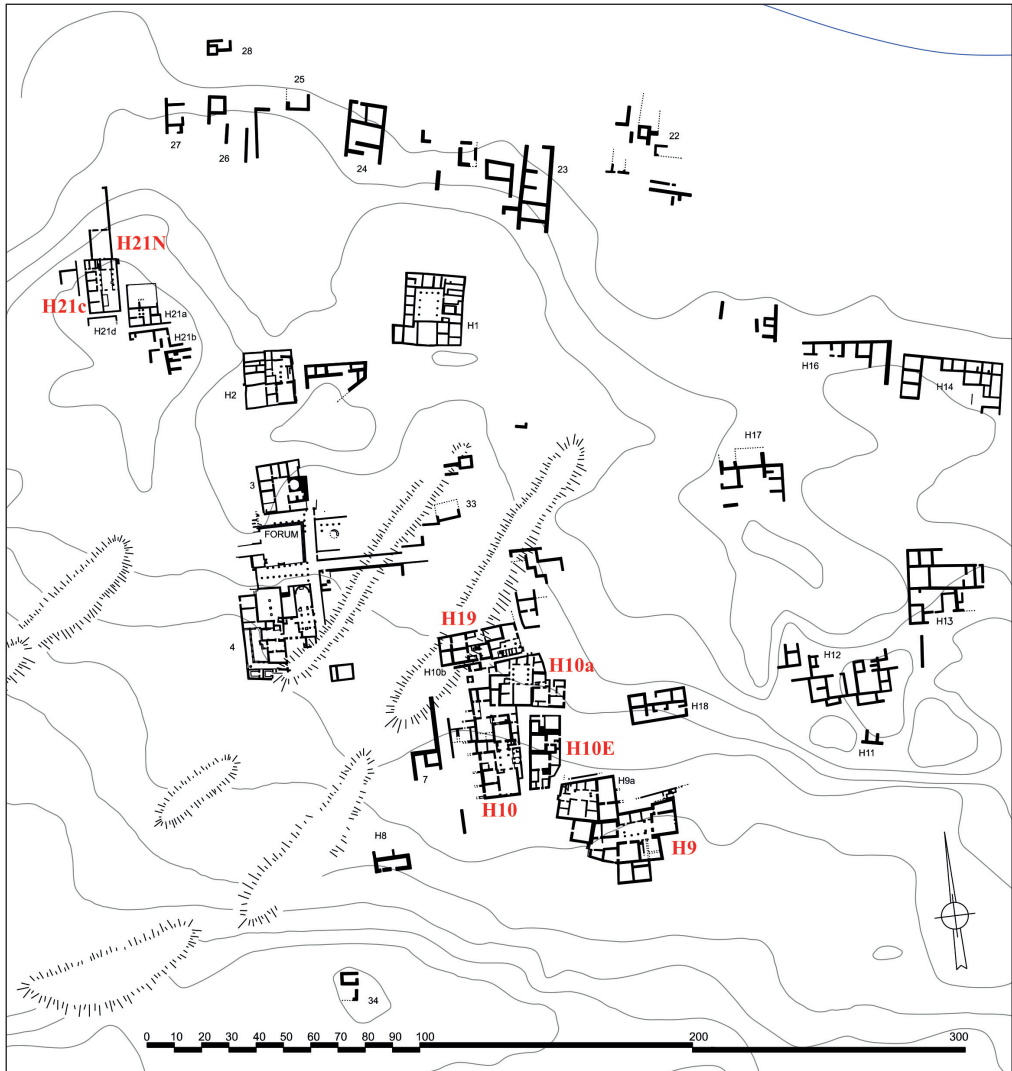 28
25
27
26
24
23
22
H21N
H21c
H21a
H21d
H21b
H1
H2
H16
H14
H17
3
33
FORUM
H13
H19
4
H10b
H10a
H12
H18
H11
H10E
7
H9a
H10
H8
H9
34
0 10 20 30 40 50 60 70 80 90 100 200 300